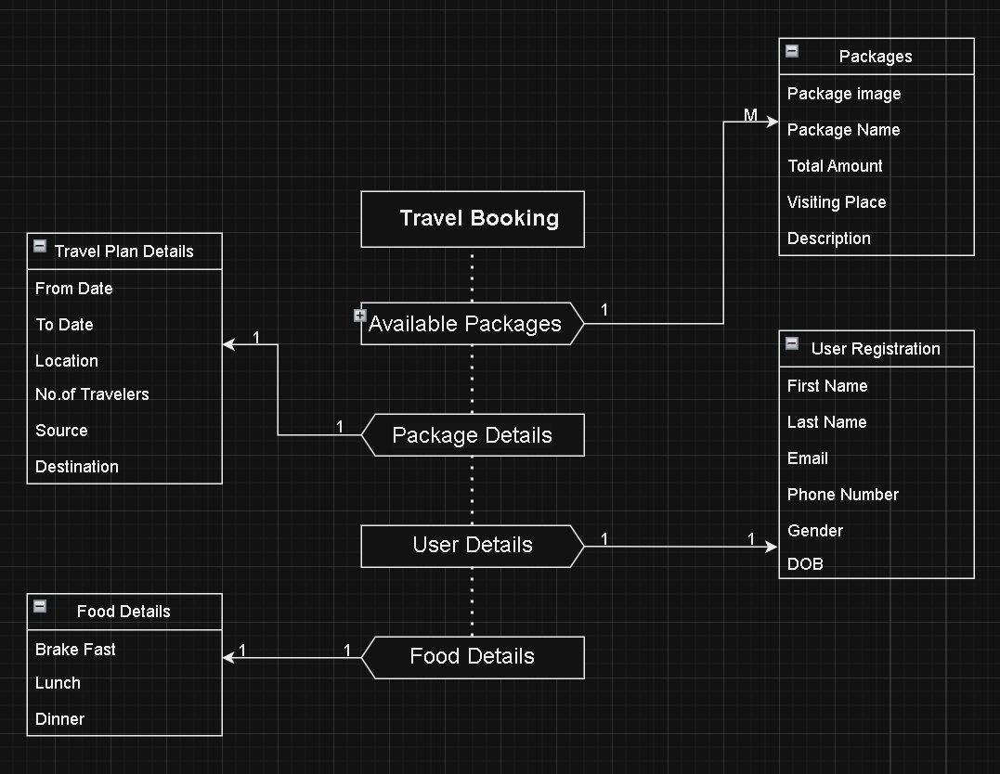 Travel Booking
Available Packages
1
M
Packages
Package image
Package Name
Total Amount
Visiting Place
Description
Package Details
1
1
Travel Plan Details
From Date
To Date
Location
No.of Travelers
Source
Destination
User Details
1
1
User Registration
First Name
Last Name
Email
Phone Number
Gender
DOB
Food Details
1
1
Food Details
Brake Fast
Lunch
Dinner